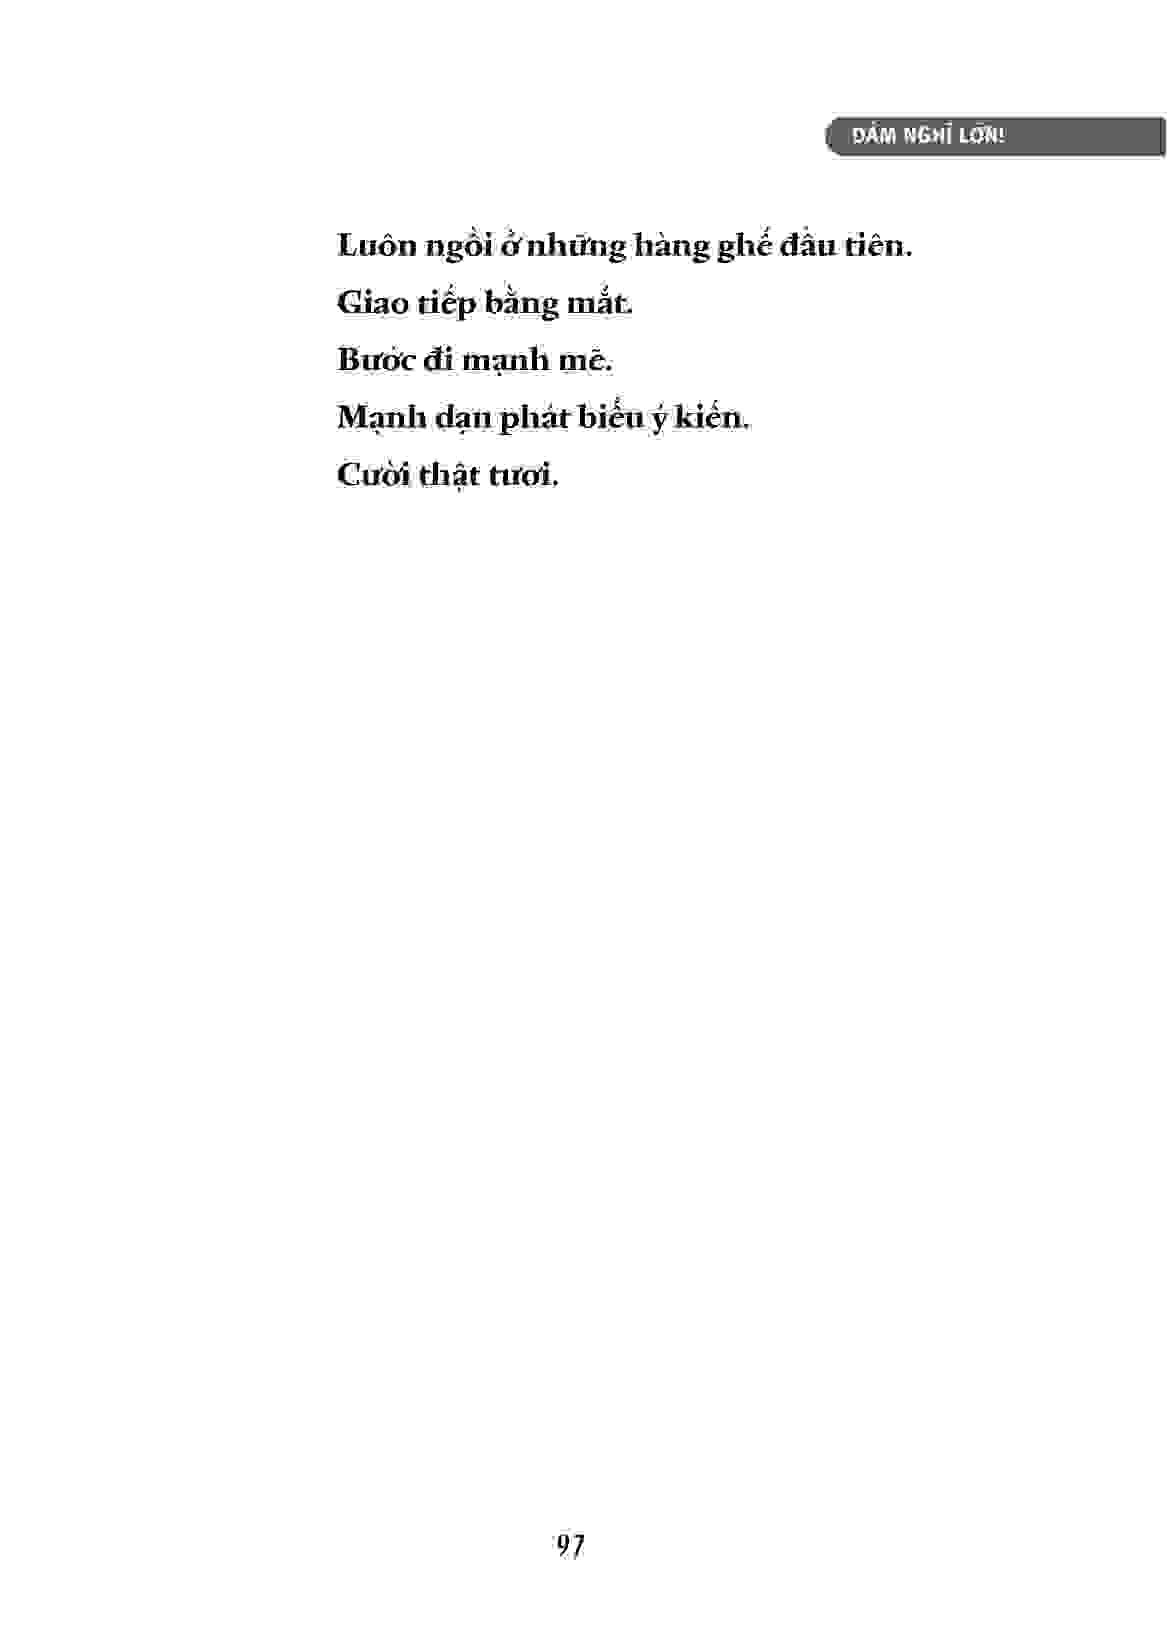 DÁM NGHĨ LỚN!
Luôn ngồi ở những hàng ghế đầu tiên.
Giao tiếp bằng mắt.
Bước đi mạnh mẽ.
Mạnh dạn phát biểu ý kiến.
Cười thật tươi.
97